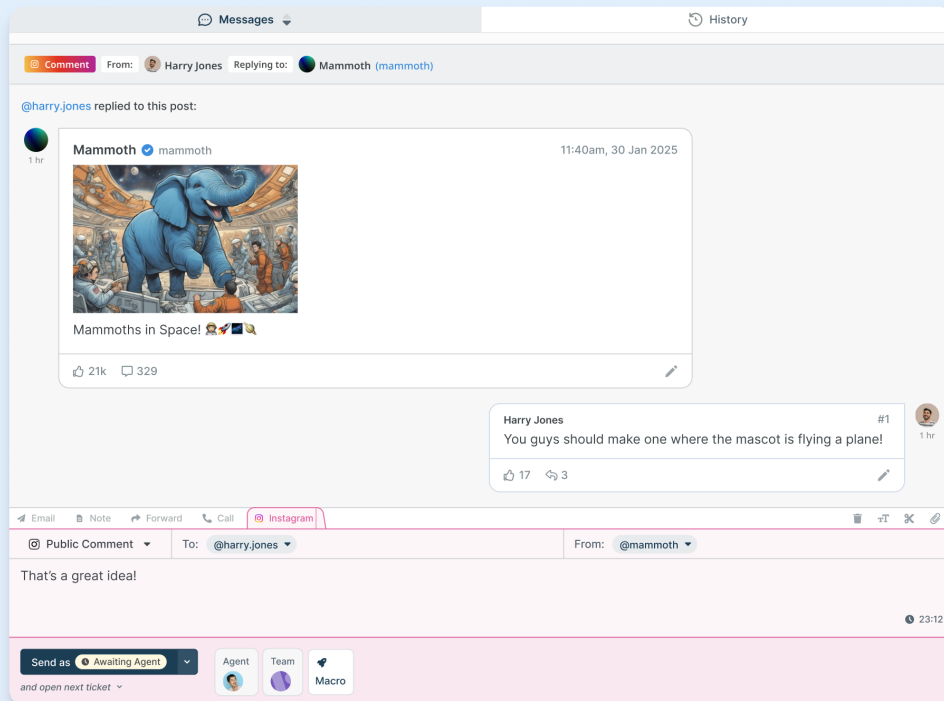 Messages
History
Comment From: Harry Jones Replying to: Mammoth (mammoth)
@harry.jones replied to this post:
1 hr
Mammoth mammoth 11:40am, 30 Jan 2025
Mammoths in Space! 👩‍🚀🚀🌌🪐
21k 329
Harry Jones #1
1 hr
You guys should make one where the mascot is flying a plane!
17 3
Email Note Forward Call Instagram
Public Comment To: @harry.jones From: @mammoth
That's a great idea!
23:12
Send as Awaiting Agent
and open next ticket
Agent
Team
Macro